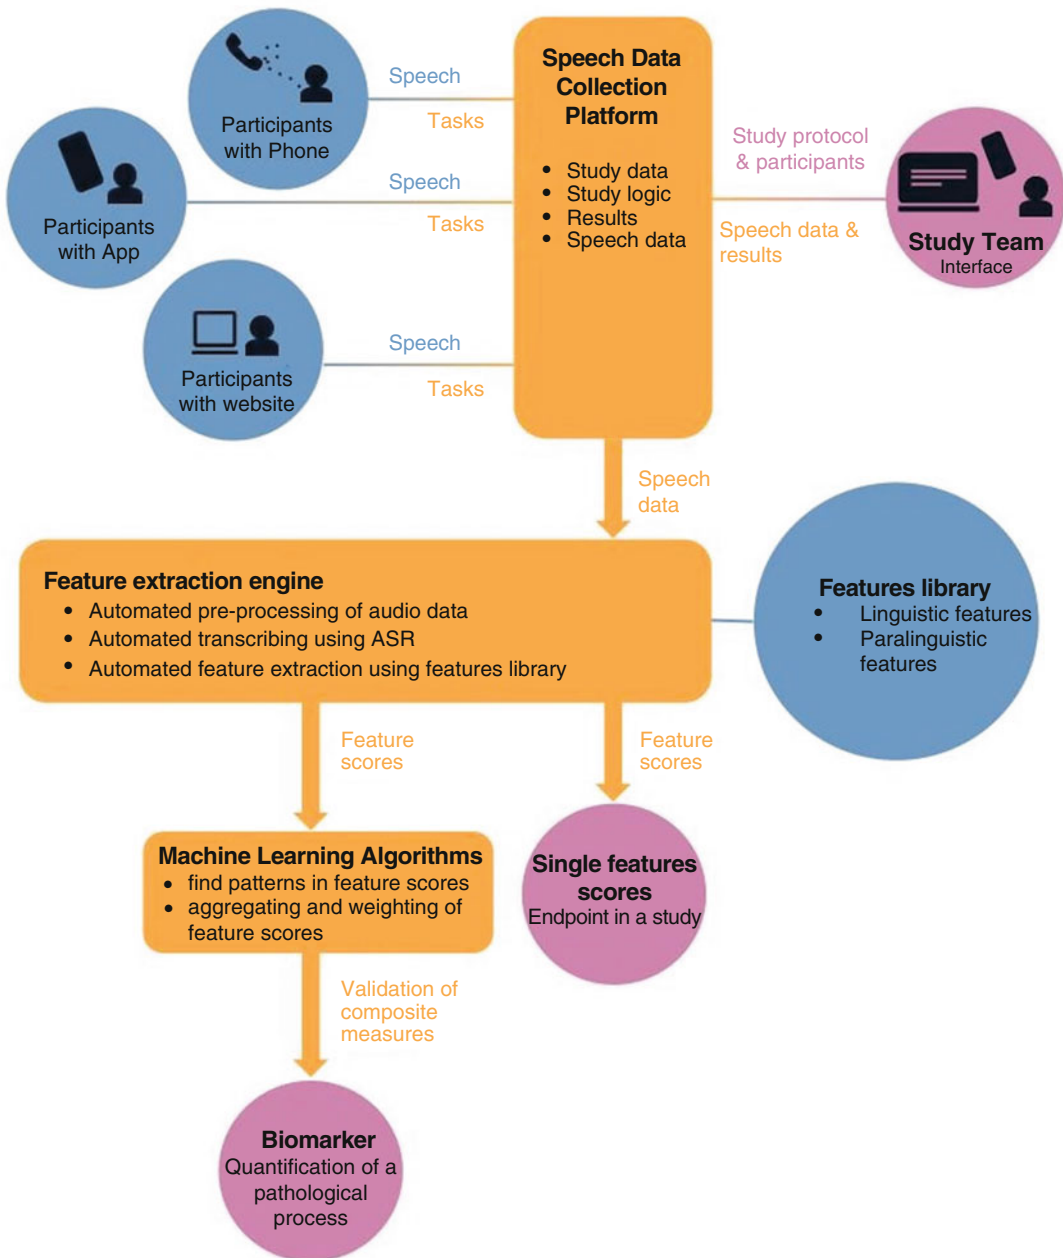 Participants
with Phone
Speech
Tasks
Participants
with App
Speech
Tasks
Participants
with website
Speech
Tasks
Speech Data
Collection
Platform
• Study data
• Study logic
• Results
• Speech data
Study protocol
& participants
Speech data &
results
Study Team
Interface
Speech
data
Feature extraction engine
• Automated pre-processing of audio data
• Automated transcribing using ASR
• Automated feature extraction using features library
Features library
• Linguistic features
• Paralinguistic
features
Feature
scores
Feature
scores
Machine Learning Algorithms
• find patterns in feature scores
• aggregating and weighting of
feature scores
Single features
scores
Endpoint in a study
Validation of
composite
measures
Biomarker
Quantification of a
pathological
process